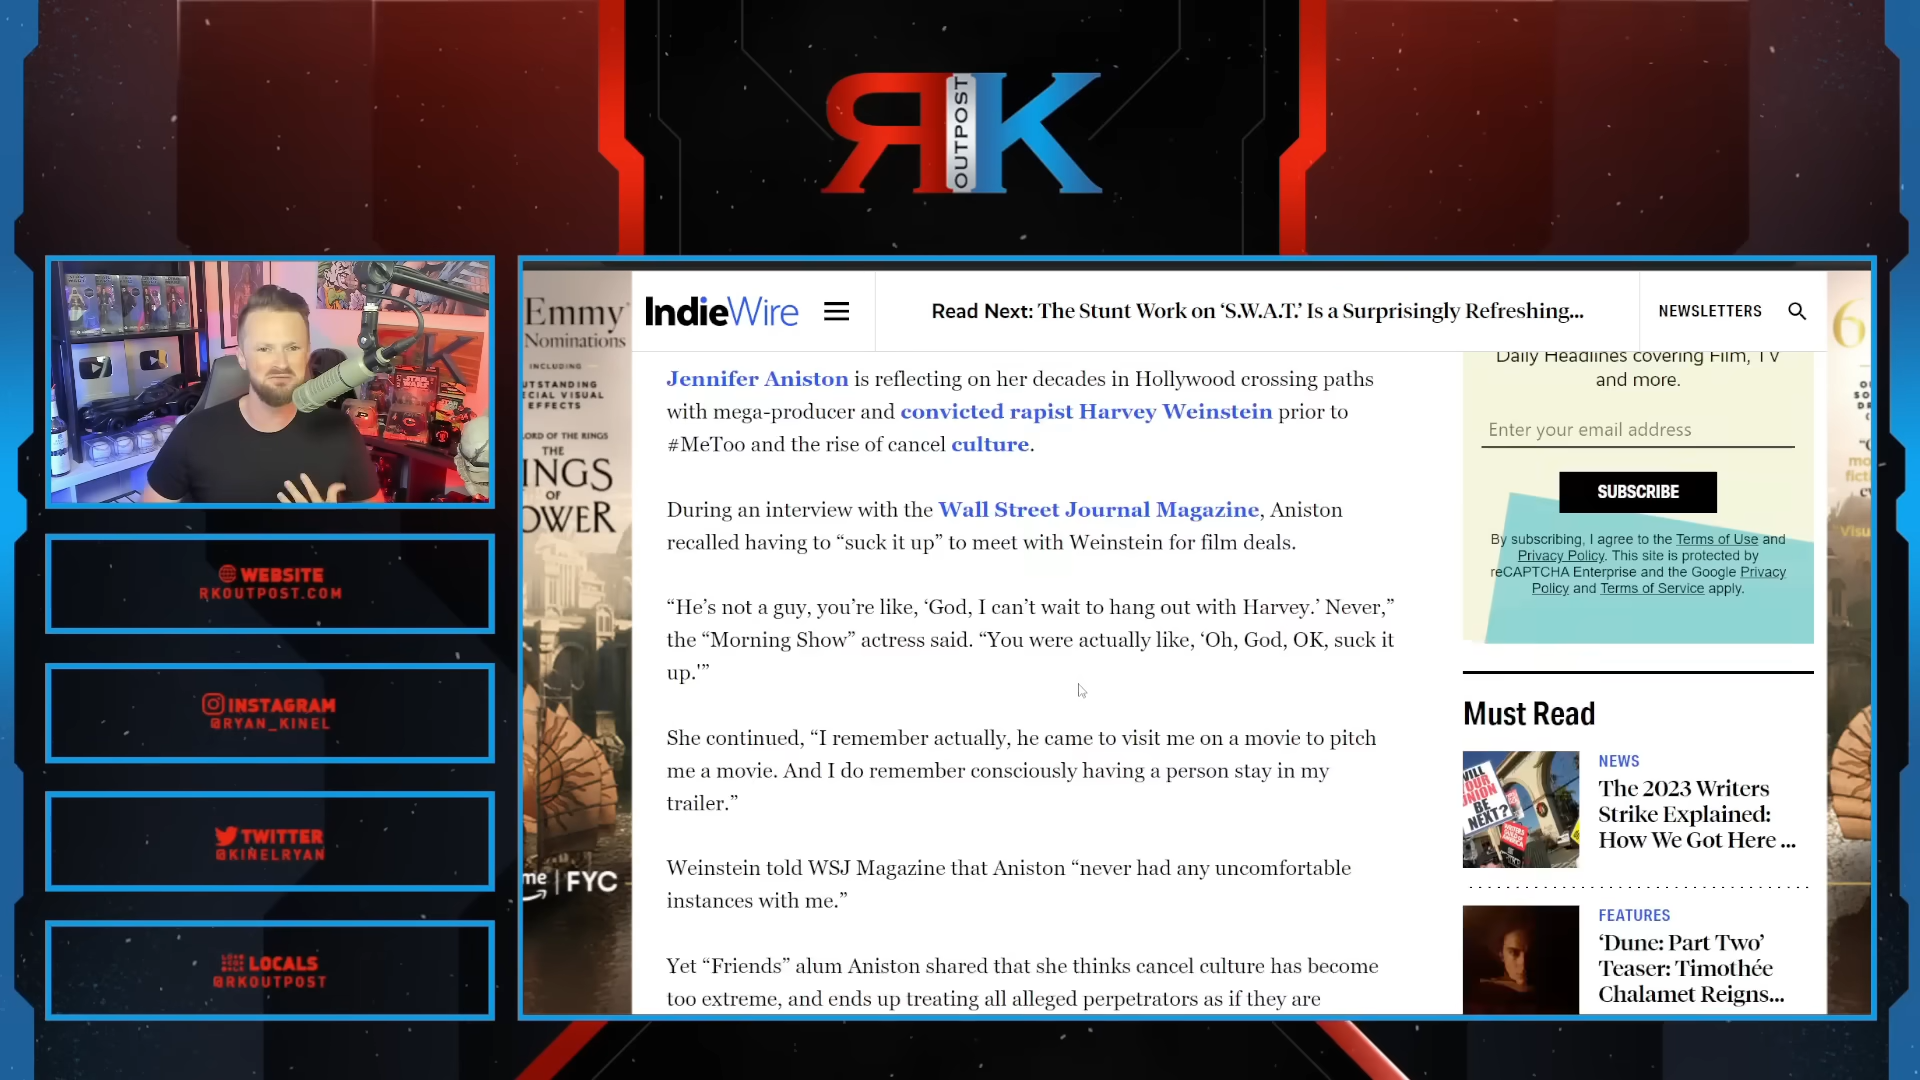 RK
OUTPOST
WEBSITE
RKOUTPOST.COM
INSTAGRAM
@RYAN_KINEL
TWITTER
@KINELRYAN
LOCALS
@RKOUTPOST
Emmy
Nominations
INCLUDING
UTSTANDING
ECIAL VISUAL
EFFECTS
LORD OF THE RINGS
THE
INGS
OF
OWER
me | FYC
IndieWire
Read Next: The Stunt Work on ‘S.W.A.T.’ Is a Surprisingly Refreshing...
NEWSLETTERS
Jennifer Aniston is reflecting on her decades in Hollywood crossing paths
with mega-producer and convicted rapist Harvey Weinstein prior to
#MeToo and the rise of cancel culture.
During an interview with the Wall Street Journal Magazine, Aniston
recalled having to “suck it up” to meet with Weinstein for film deals.
“He’s not a guy, you’re like, ‘God, I can’t wait to hang out with Harvey.’ Never,”
the “Morning Show” actress said. “You were actually like, ‘Oh, God, OK, suck it
up.'”
She continued, “I remember actually, he came to visit me on a movie to pitch
me a movie. And I do remember consciously having a person stay in my
trailer.”
Weinstein told WSJ Magazine that Aniston “never had any uncomfortable
instances with me.”
Yet “Friends” alum Aniston shared that she thinks cancel culture has become
too extreme, and ends up treating all alleged perpetrators as if they are
Daily Headlines covering Film, TV
and more.
Enter your email address
SUBSCRIBE
By subscribing, I agree to the Terms of Use and
Privacy Policy. This site is protected by
reCAPTCHA Enterprise and the Google Privacy
Policy and Terms of Service apply.
Must Read
NEWS
The 2023 Writers
Strike Explained:
How We Got Here ...
WILL
YOUR
UNION
BE
NEXT?
FEATURES
‘Dune: Part Two’
Teaser: Timothée
Chalamet Reigns...
6